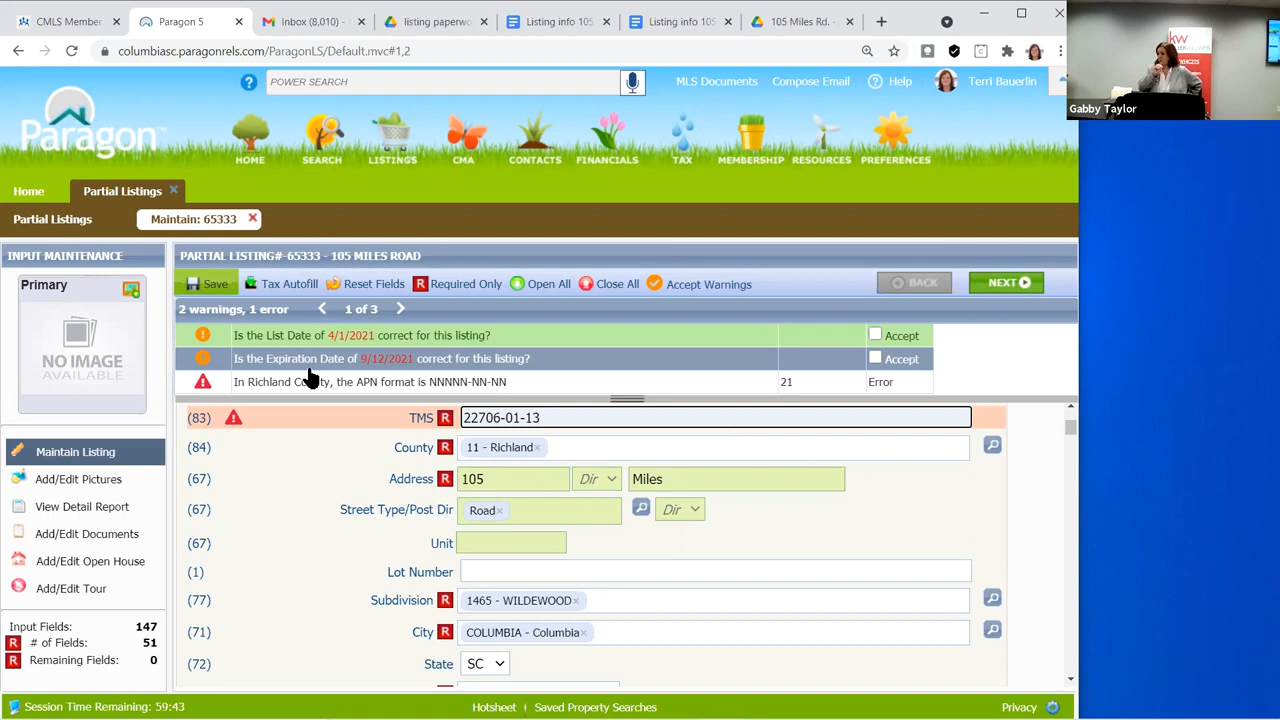 CMLS Member
Paragon 5
Inbox (8,010)
listing paperw
Listing info 105
Listing info 105
105 Miles Rd.
columbiasc.paragonrels.com/ParagonLS/Default.mvc#1,2
kw
Gabby Taylor
POWER SEARCH
MLS Documents
Compose Email
Help
Terri Bauerlin
Paragon
HOME
SEARCH
LISTINGS
CMA
CONTACTS
FINANCIALS
TAX
MEMBERSHIP
RESOURCES
PREFERENCES
Home
Partial Listings
Partial Listings
Maintain: 65333
INPUT MAINTENANCE
Primary
NO IMAGE
AVAILABLE
Maintain Listing
Add/Edit Pictures
View Detail Report
Add/Edit Documents
Add/Edit Open House
Add/Edit Tour
Input Fields: 147
R # of Fields: 51
R Remaining Fields: 0
PARTIAL LISTING#-65333 - 105 MILES ROAD
Save
Tax Autofill
Reset Fields
R Required Only
Open All
Close All
Accept Warnings
BACK
NEXT
2 warnings, 1 error
1 of 3
Is the List Date of 4/1/2021 correct for this listing? Accept
Is the Expiration Date of 9/12/2021 correct for this listing? Accept
In Richland County, the APN format is NNNNN-NN-NN 21 Error
(83) TMS R 22706-01-13
(84) County R 11 - Richland×
(67) Address R 105 Dir Miles
(67) Street Type/Post Dir Road× Dir
(67) Unit
(1) Lot Number
(77) Subdivision R 1465 - WILDEWOOD×
(71) City R COLUMBIA - Columbia×
(72) State SC
Session Time Remaining: 59:43
Hotsheet
Saved Property Searches
Privacy